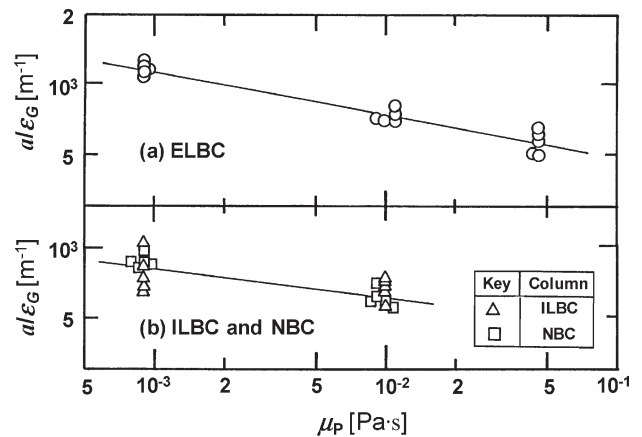 2
10³
5
a/εG [m⁻¹]
(a) ELBC
10³
5
a/εG [m⁻¹]
(b) ILBC and NBC
Key Column
△ ILBC
□ NBC
5 10⁻³ 2 5 10⁻² 2 5 10⁻¹
μP [Pa·s]